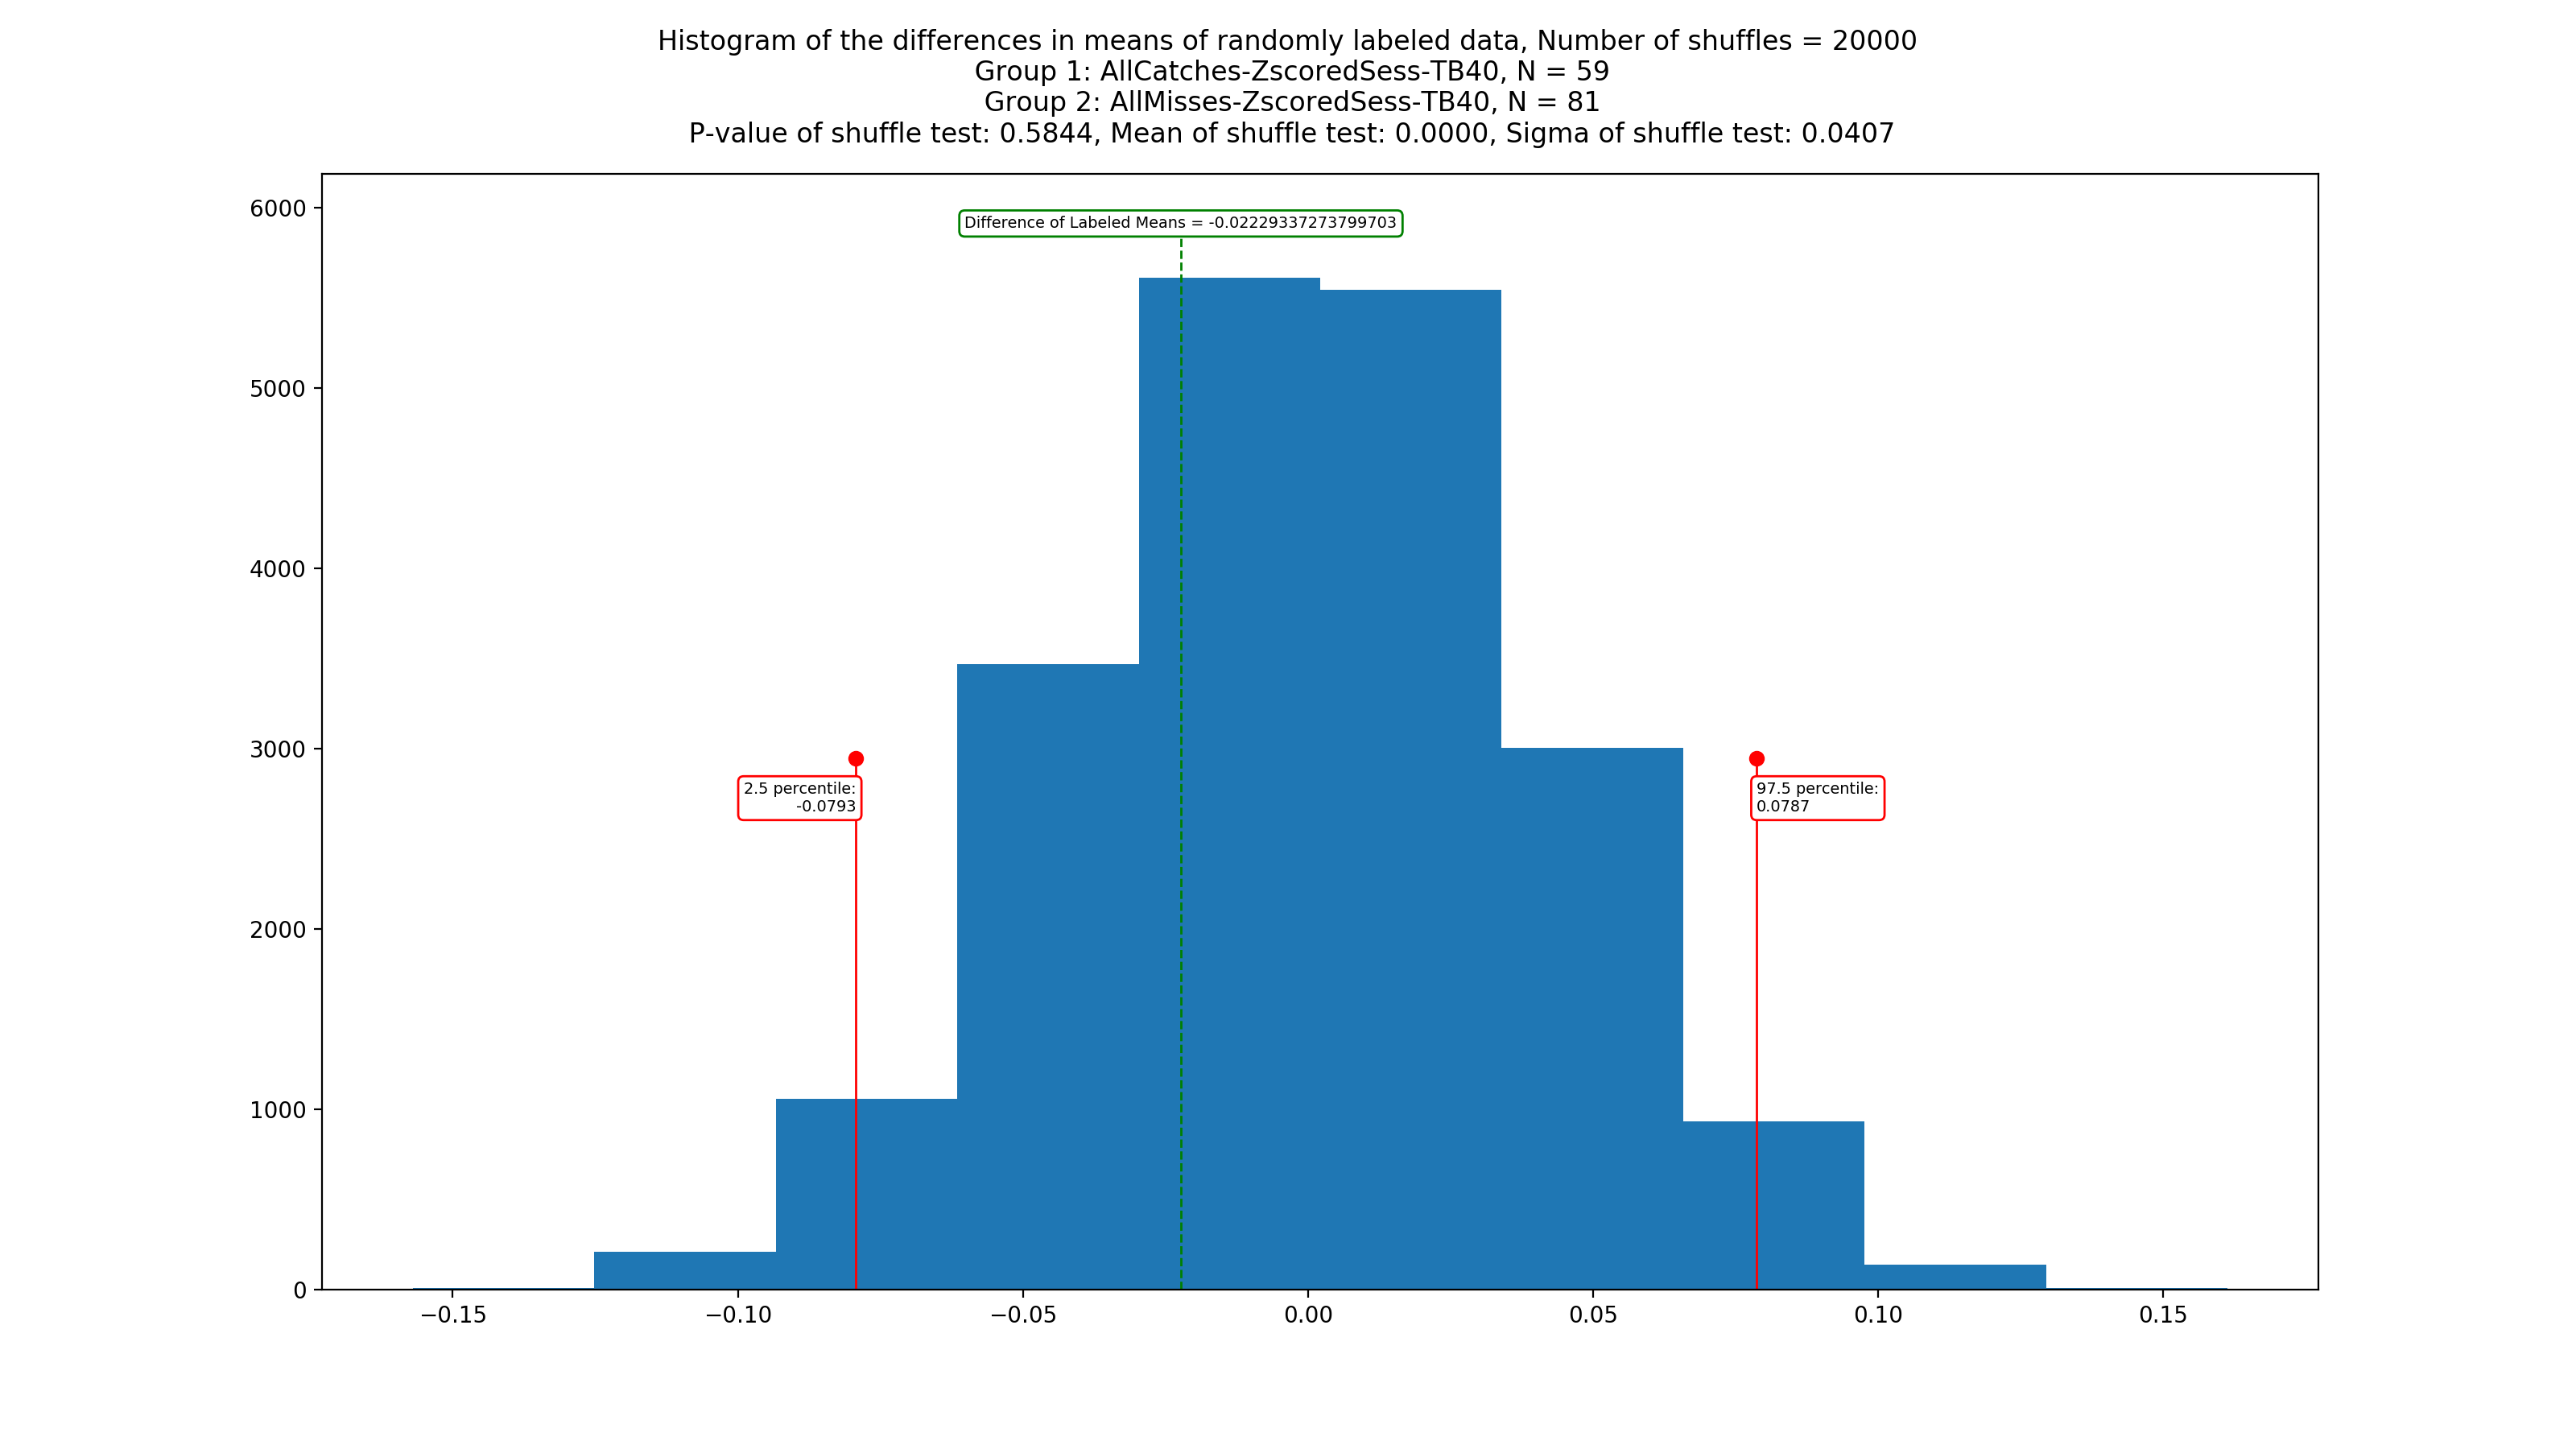 Histogram of the differences in means of randomly labeled data, Number of shuffles = 20000
Group 1: AllCatches-ZscoredSess-TB40, N = 59
Group 2: AllMisses-ZscoredSess-TB40, N = 81
P-value of shuffle test: 0.5844, Mean of shuffle test: 0.0000, Sigma of shuffle test: 0.0407
6000
Difference of Labeled Means = -0.02229337273799703
5000
4000
3000
2.5 percentile:
-0.0793
97.5 percentile:
0.0787
2000
1000
0
−0.15 −0.10 −0.05 0.00 0.05 0.10 0.15